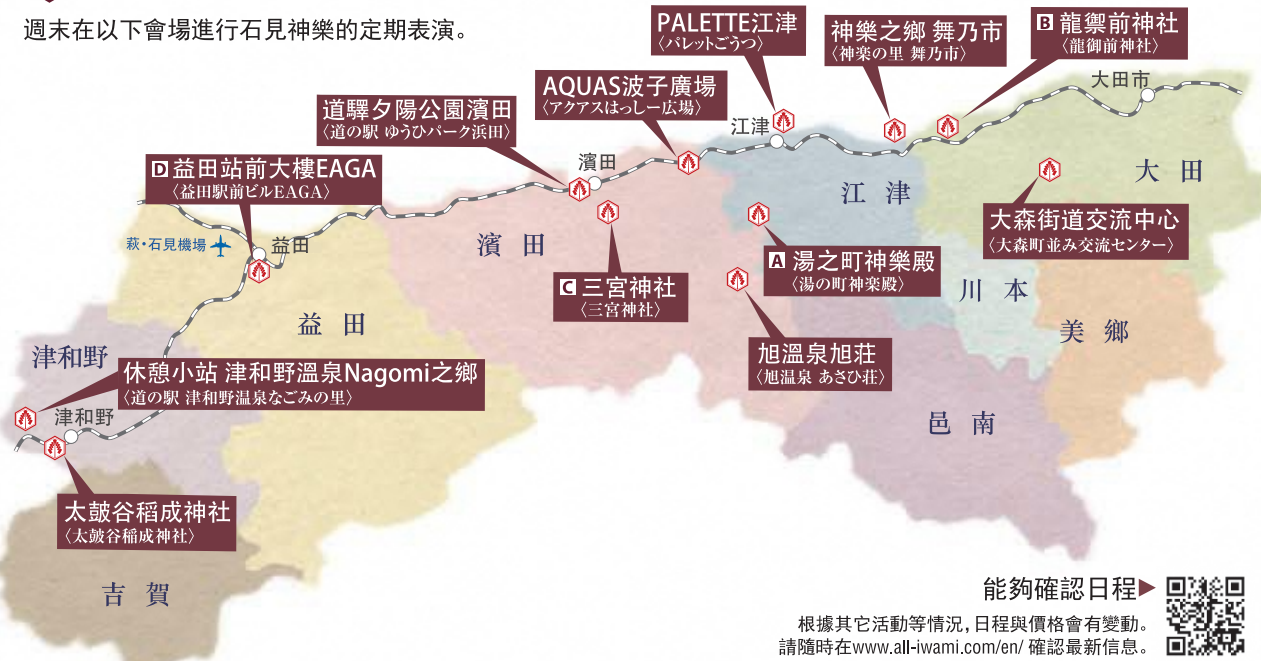 週末在以下會場進行石見神樂的定期表演。
PALETTE江津
〈パレットごうつ〉
神樂之鄉 舞乃市
〈神楽の里 舞乃市〉
B 龍禦前神社
〈龍御前神社〉
大田市
AQUAS波子廣場
〈アクアスはっしー広場〉
道驛夕陽公園濱田
〈道の駅 ゆうひパーク浜田〉
江津
濱田
D 益田站前大樓EAGA
〈益田駅前ビルEAGA〉
大田
江津
大森街道交流中心
〈大森町並み交流センター〉
萩・石見機場
益田
濱田
A 湯之町神樂殿
〈湯の町神楽殿〉
C 三宮神社
〈三宮神社〉
川本
益田
美鄉
津和野
旭溫泉旭荘
〈旭温泉 あさひ荘〉
休憩小站 津和野溫泉Nagomi之鄉
〈道の駅 津和野温泉なごみの里〉
津和野
邑南
太皷谷稻成神社
〈太皷谷稲成神社〉
吉賀
能夠確認日程▶
根據其它活動等情況,日程與價格會有變動。
請隨時在www.all-iwami.com/en/ 確認最新信息。